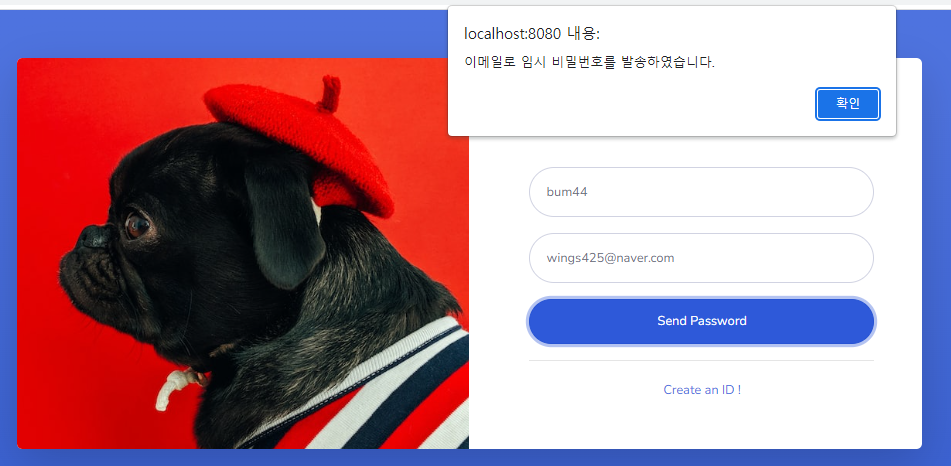 localhost:8080 내용:
이메일로 임시 비밀번호를 발송하였습니다.
확인
bum44
wings425@naver.com
Send Password
Create an ID !